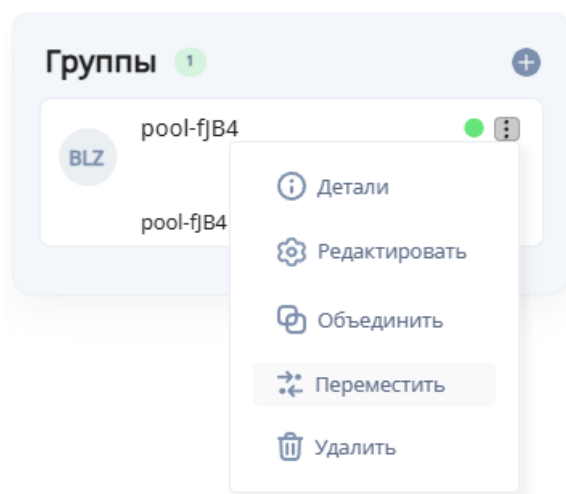 Группы 1
pool-fJB4
BLZ
pool-fJB4
Детали
Редактировать
Объединить
Переместить
Удалить